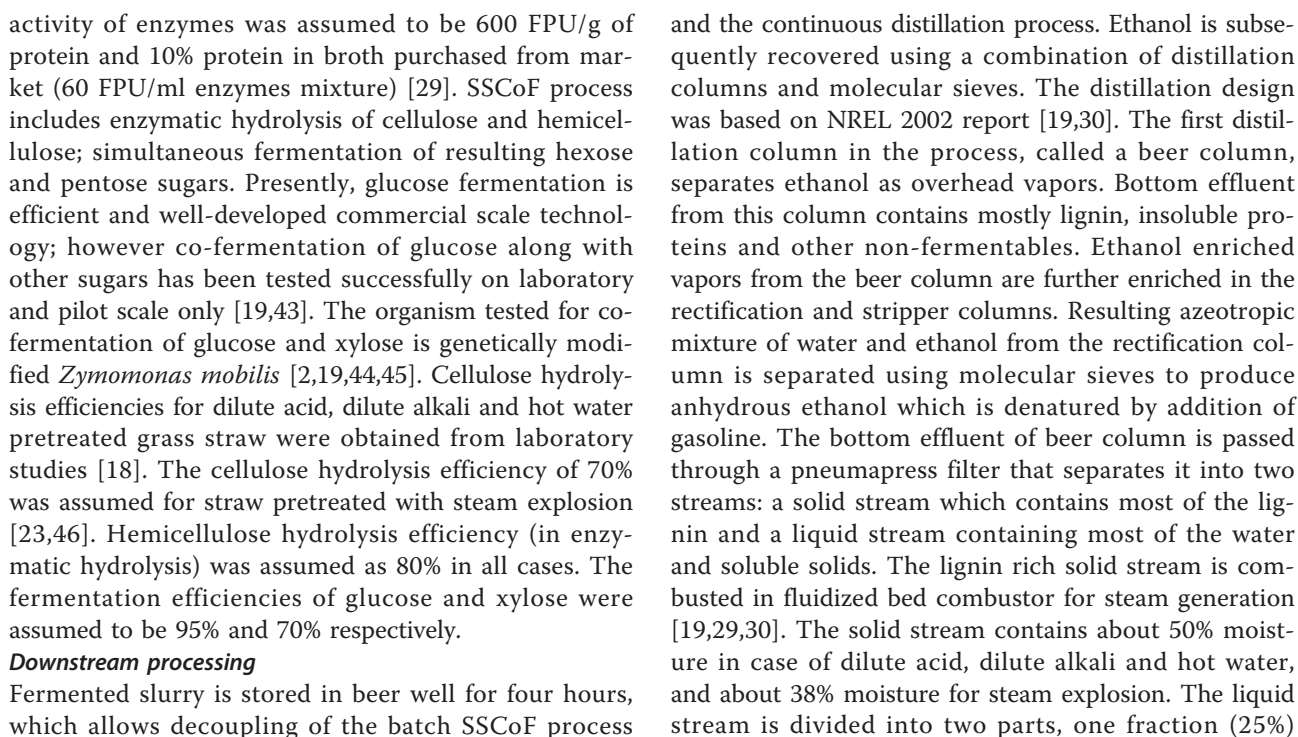 activity of enzymes was assumed to be 600 FPU/g of
protein and 10% protein in broth purchased from mar-
ket (60 FPU/ml enzymes mixture) [29]. SSCoF process
includes enzymatic hydrolysis of cellulose and hemicel-
lulose; simultaneous fermentation of resulting hexose
and pentose sugars. Presently, glucose fermentation is
efficient and well-developed commercial scale technol-
ogy; however co-fermentation of glucose along with
other sugars has been tested successfully on laboratory
and pilot scale only [19,43]. The organism tested for co-
fermentation of glucose and xylose is genetically modi-
fied Zymomonas mobilis [2,19,44,45]. Cellulose hydroly-
sis efficiencies for dilute acid, dilute alkali and hot water
pretreated grass straw were obtained from laboratory
studies [18]. The cellulose hydrolysis efficiency of 70%
was assumed for straw pretreated with steam explosion
[23,46]. Hemicellulose hydrolysis efficiency (in enzy-
matic hydrolysis) was assumed as 80% in all cases. The
fermentation efficiencies of glucose and xylose were
assumed to be 95% and 70% respectively.
Downstream processing
Fermented slurry is stored in beer well for four hours,
which allows decoupling of the batch SSCoF process
and the continuous distillation process. Ethanol is subse-
quently recovered using a combination of distillation
columns and molecular sieves. The distillation design
was based on NREL 2002 report [19,30]. The first distil-
lation column in the process, called a beer column,
separates ethanol as overhead vapors. Bottom effluent
from this column contains mostly lignin, insoluble pro-
teins and other non-fermentables. Ethanol enriched
vapors from the beer column are further enriched in the
rectification and stripper columns. Resulting azeotropic
mixture of water and ethanol from the rectification col-
umn is separated using molecular sieves to produce
anhydrous ethanol which is denatured by addition of
gasoline. The bottom effluent of beer column is passed
through a pneumapress filter that separates it into two
streams: a solid stream which contains most of the lig-
nin and a liquid stream containing most of the water
and soluble solids. The lignin rich solid stream is com-
busted in fluidized bed combustor for steam generation
[19,29,30]. The solid stream contains about 50% moist-
ure in case of dilute acid, dilute alkali and hot water,
and about 38% moisture for steam explosion. The liquid
stream is divided into two parts, one fraction (25%)